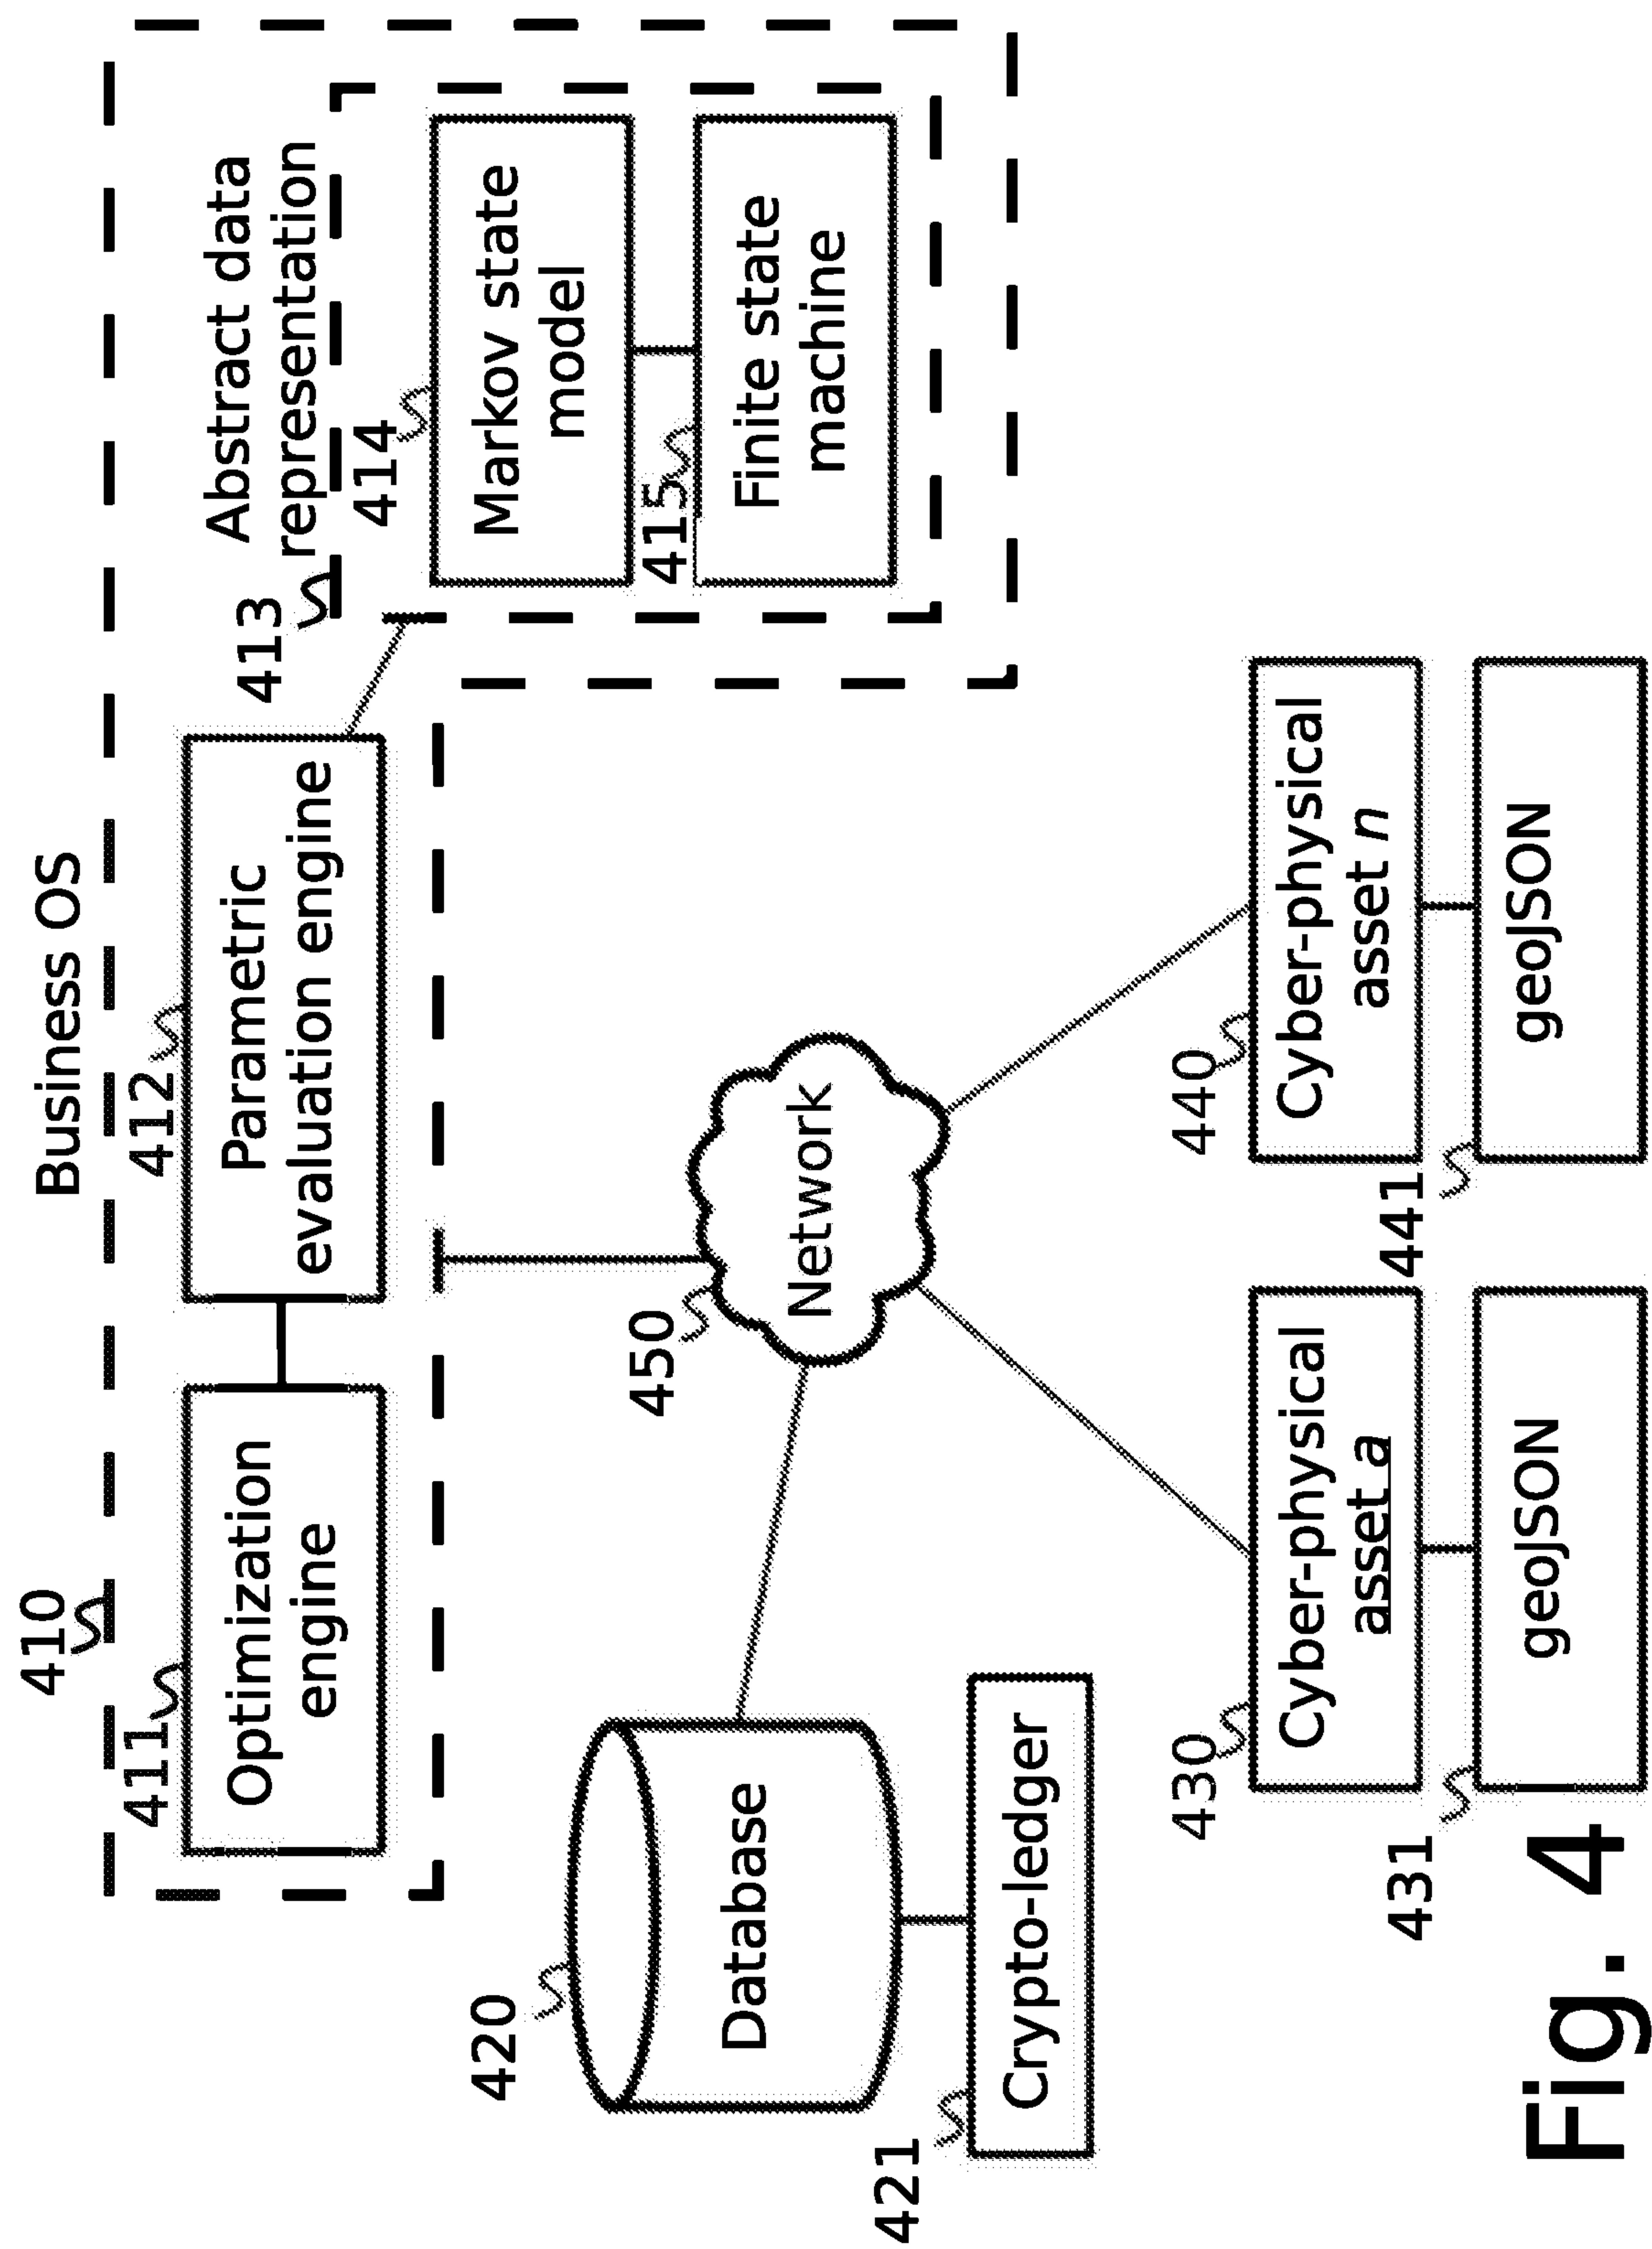 410
Business OS
411
Optimization
engine
412
Parametric
evaluation engine
413
Abstract data
representation
414
Markov state
model
415
Finite state
machine
420
Database
421
Crypto-ledger
450
Network
430
Cyber-physical
asset a
431
geoJSON
440
Cyber-physical
asset n
441
geoJSON
Fig. 4